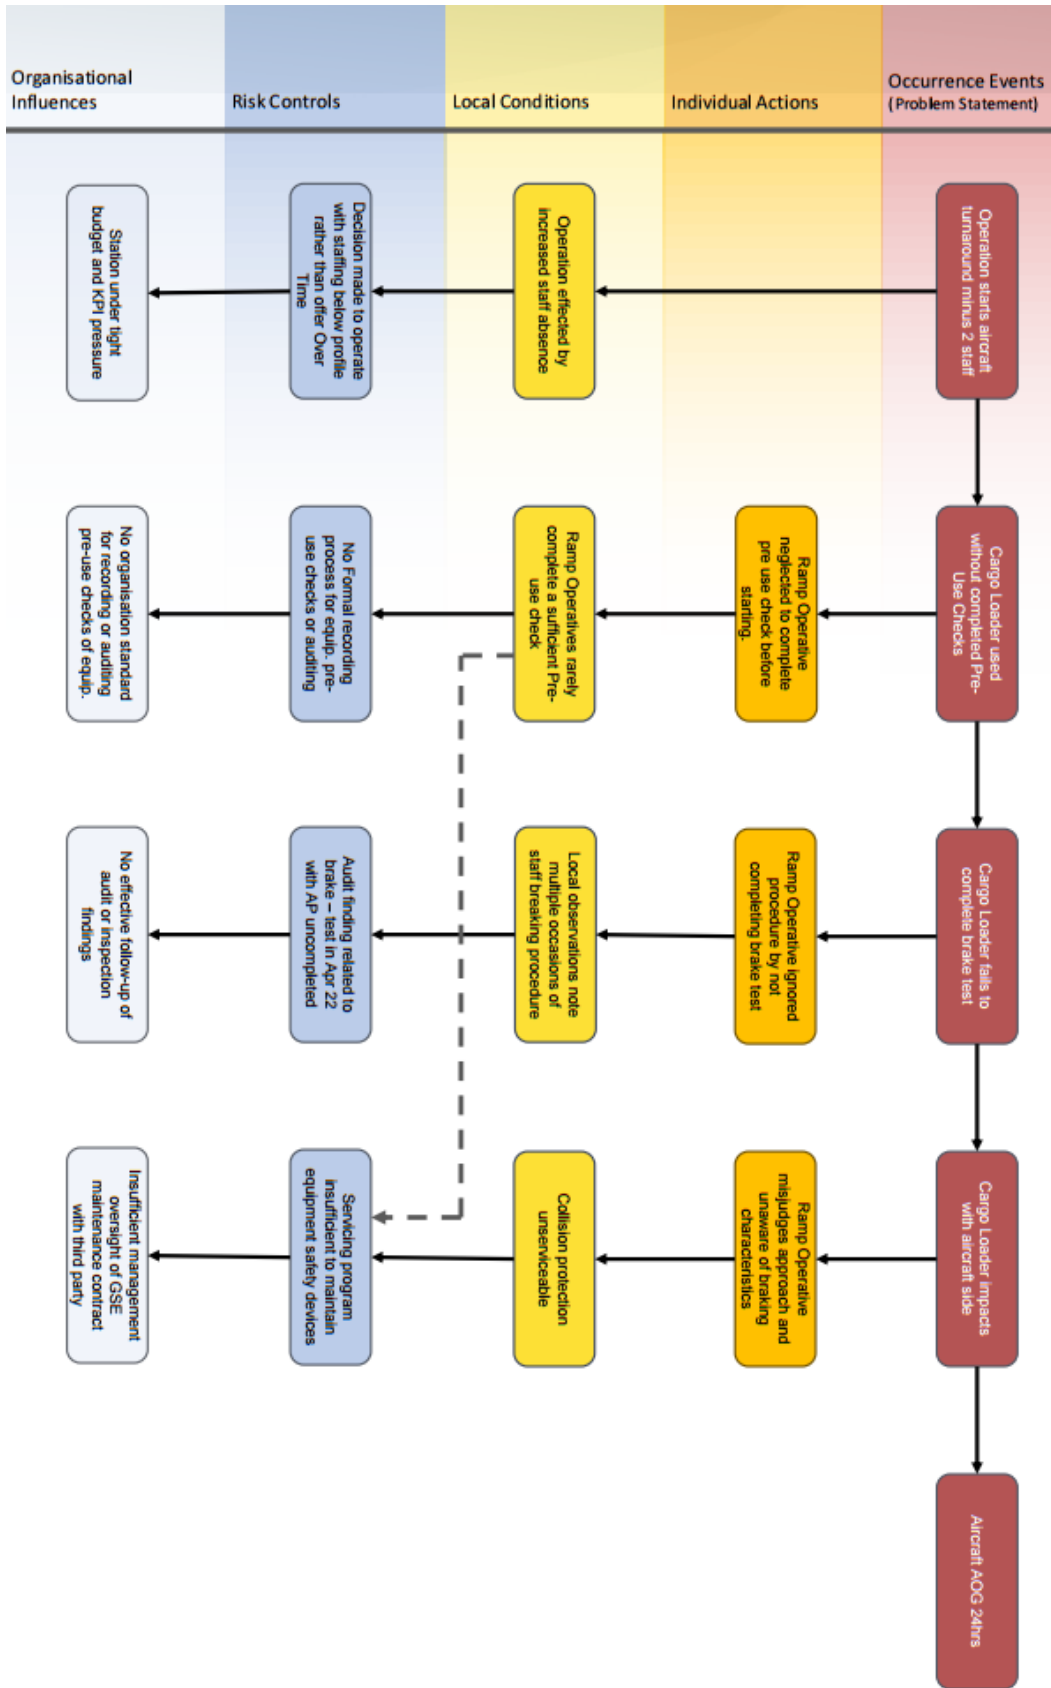 Organisational
Influences
Risk Controls
Local Conditions
Individual Actions
Occurrence Events
(Problem Statement)
Operation starts aircraft
turnaround minus 2 staff
Operation effected by
increased staff absence
Decision made to operate
with staffing below profile
rather than offer Over
Time
Station under tight
budget and KPI pressure
Cargo Loader used
without completed Pre-
Use Checks
Ramp Operative
neglected to complete
pre use check before
starting.
Ramp Operatives rarely
complete a sufficient Pre-
use check
No Formal recording
process for equip. pre-
use checks or auditing
No organisation standard
for recording or auditing
pre-use checks of equip.
Cargo Loader fails to
complete brake test
Ramp Operative ignored
procedure by not
completing brake test
Local observations note
multiple occasions of
staff breaking procedure
Audit finding related to
brake – test in Apr 22
with AP uncompleted
No effective follow-up of
audit or inspection
findings
Cargo Loader impacts
with aircraft side
Ramp Operative
misjudges approach and
unaware of braking
characteristics
Collision protection
unserviceable
Servicing program
insufficient to maintain
equipment safety devices
Insufficient management
oversight of GSE
maintenance contract
with third party
Aircraft AOG 24hrs